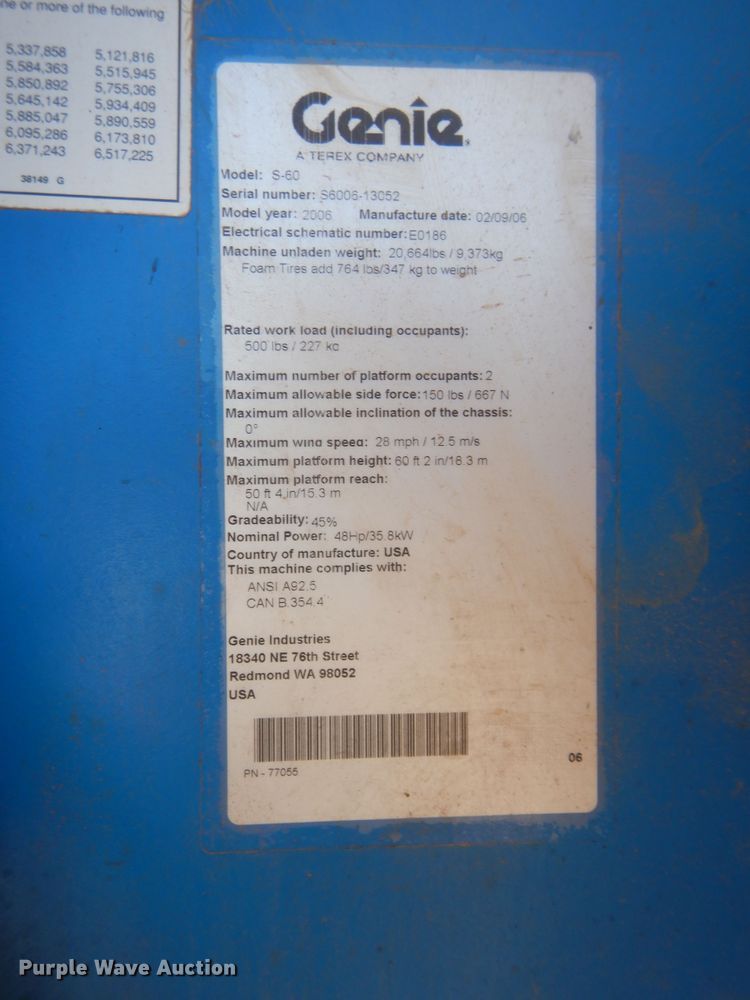 ne or more of the following
5,337,858 5,121,816
5,584,363 5,515,945
5,850,892 5,755,306
5,645,142 5,934,409
5,885,047 5,890,559
6,095,286 6,173,810
6,371,243 6,517,225
38149 G
Genie
A TEREX COMPANY
Model: S-60
Serial number: S6006-13052
Model year: 2006 Manufacture date: 02/09/06
Electrical schematic number: E0186
Machine unladen weight: 20,664lbs / 9,373kg
Foam Tires add 764 lbs/347 kg to weight
Rated work load (including occupants):
500 lbs / 227 kg
Maximum number of platform occupants: 2
Maximum allowable side force: 150 lbs / 667 N
Maximum allowable inclination of the chassis:
0°
Maximum wind speed: 28 mph / 12.5 m/s
Maximum platform height: 60 ft 2 in/18.3 m
Maximum platform reach:
50 ft 4 in/15.3 m
N/A
Gradeability: 45%
Nominal Power: 48Hp/35.8kW
Country of manufacture: USA
This machine complies with:
ANSI A92.5
CAN B.354.4
Genie Industries
18340 NE 76th Street
Redmond WA 98052
USA
PN - 77055
06
Purple Wave Auction